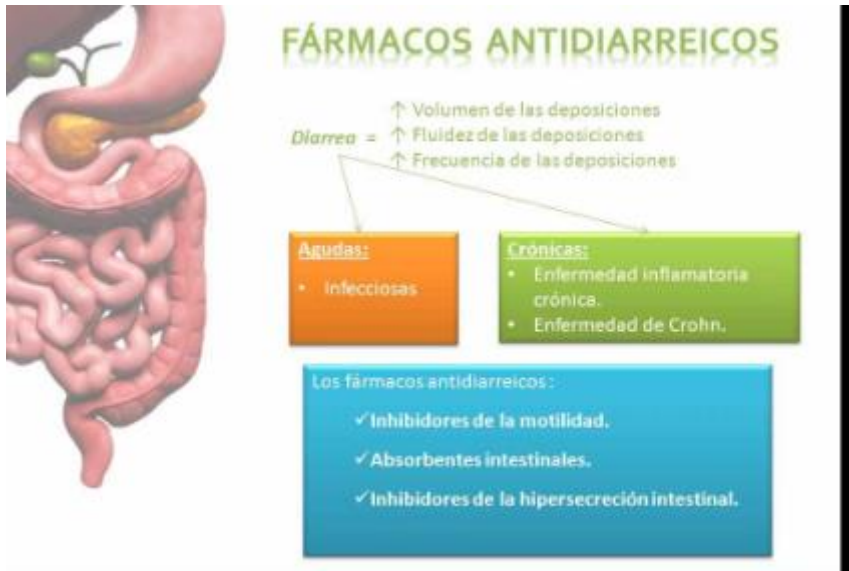 FÁRMACOS ANTIDIARREICOS
↑ Volumen de las deposiciones
Diarrea = ↑ Fluidez de las deposiciones
↑ Frecuencia de las deposiciones
Agudas:
• Infecciosas
Crónicas:
• Enfermedad inflamatoria
crónica.
• Enfermedad de Crohn.
Los fármacos antidiarreicos :
✓Inhibidores de la motilidad.
✓Absorbentes intestinales.
✓Inhibidores de la hipersecreción intestinal.